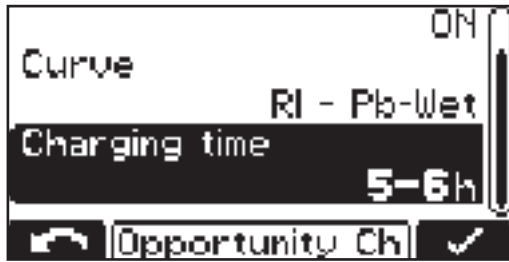 ON
Curve
RI - Pb-Wet
Charging time
5-6h
Opportunity Ch